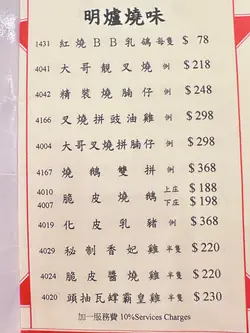 明爐燒味
1431 紅燒BB乳鴿 每隻 $ 78
4041 大哥靚叉燒 例 $218
4042 精裝燒腩仔 例 $248
4166 叉燒拼豉油雞 例 $298
4004 大哥叉燒拼腩仔 例 $298
4167 燒鵝雙拼 例 $368
4010 脆皮燒鵝 上庄 $188
4007 下庄 $198
4019 化皮乳豬 例 $368
4029 秘制香妃雞 半隻 $220
4024 脆皮醬燒雞 半隻 $220
4020 頭抽瓦罉霸皇雞 半隻 $230
加一服務費 10%Services Charges